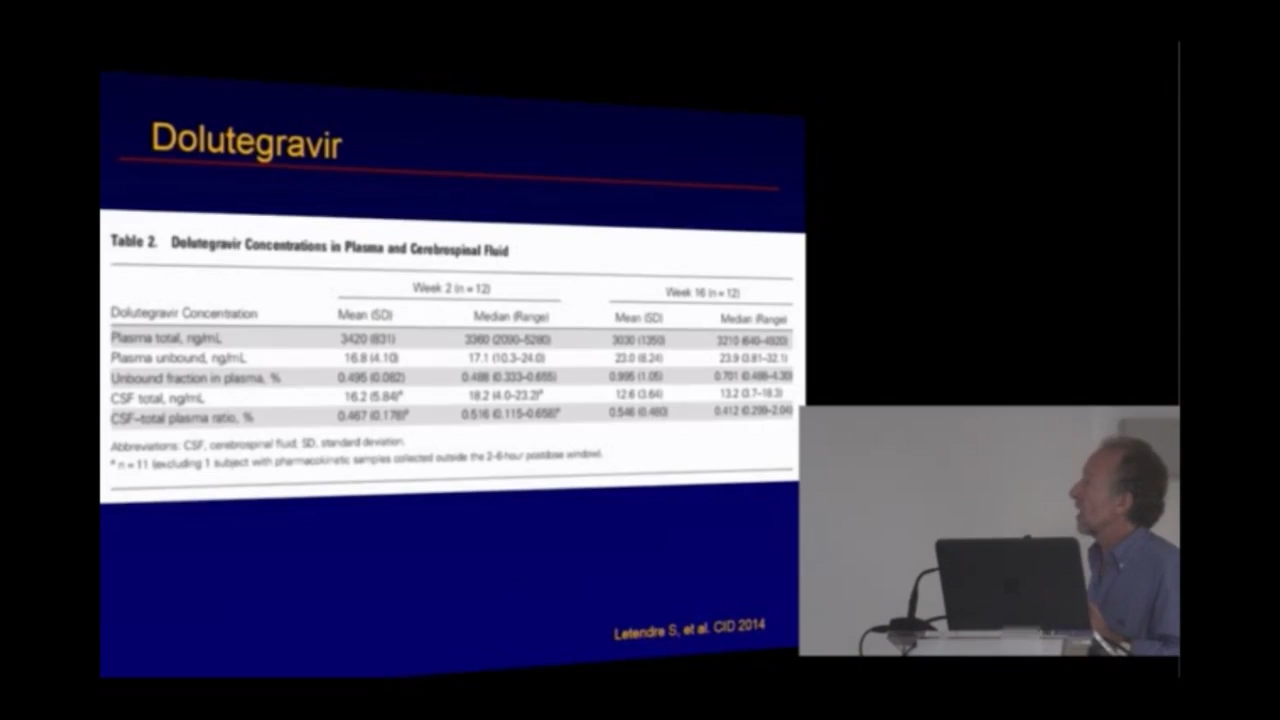 Dolutegravir
Table 2. Dolutegravir Concentrations in Plasma and Cerebrospinal Fluid
Week 2 (n = 12) Week 16 (n = 12)
Dolutegravir Concentration Mean (SD) Median (Range) Mean (SD) Median (Range)
Plasma total, ng/mL 3420 (831) 3360 (2090–5280) 3030 (1350) 3210 (640–4920)
Plasma unbound, ng/mL 16.8 (4.10) 17.1 (10.3–24.0) 23.0 (8.24) 23.9 (3.81–32.1)
Unbound fraction in plasma, % 0.495 (0.082) 0.488 (0.333–0.655) 0.995 (1.05) 0.701 (0.488–4.30)
CSF total, ng/mL 16.2 (5.84)ª 18.2 (4.0–23.2)ª 12.6 (3.64) 13.2 (3.7–18.3)
CSF–total plasma ratio, % 0.467 (0.178)ª 0.516 (0.115–0.658)ª 0.546 (0.480) 0.412 (0.299–2.04)
Abbreviations: CSF, cerebrospinal fluid; SD, standard deviation.
ª n = 11 (excluding 1 subject with pharmacokinetic samples collected outside the 2–6-hour postdose window).
Letendre S, et al. CID 2014